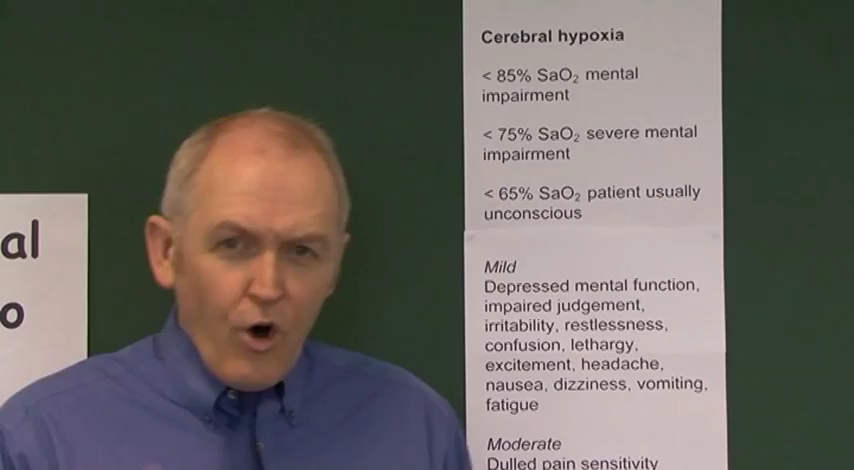 al
o
Cerebral hypoxia
< 85% SaO₂ mental
impairment
< 75% SaO₂ severe mental
impairment
< 65% SaO₂ patient usually
unconscious
Mild
Depressed mental function,
impaired judgement,
irritability, restlessness,
confusion, lethargy,
excitement, headache,
nausea, dizziness, vomiting,
fatigue
Moderate
Dulled pain sensitivity